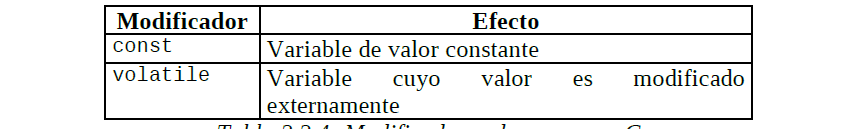 Modificador Efecto
const Variable de valor constante
volatile Variable cuyo valor es modificado
externamente